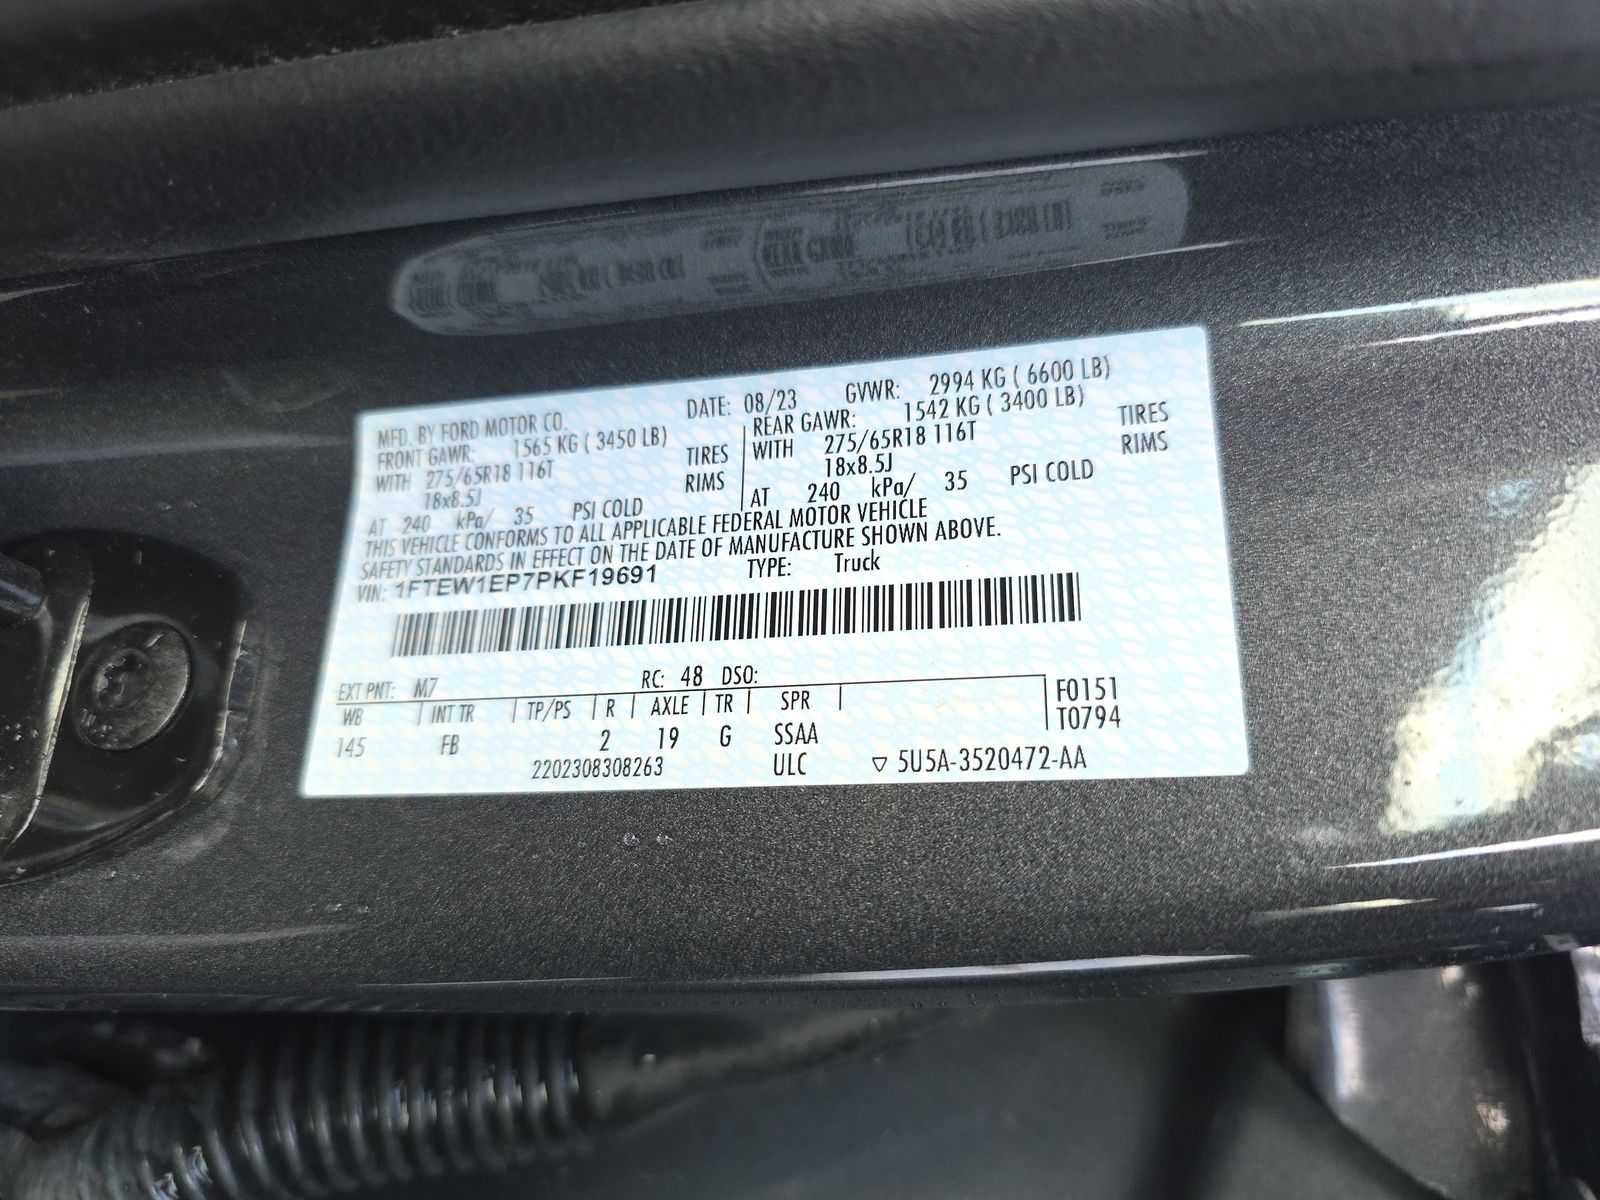 MFD. BY FORD MOTOR CO. DATE: 08/23 GVWR: 2994 KG ( 6600 LB)
FRONT GAWR: 1565 KG ( 3450 LB)
WITH 275/65R18 116T TIRES
18x8.5J RIMS
AT 240 kPa/ 35 PSI COLD
REAR GAWR: 1542 KG ( 3400 LB)
WITH 275/65R18 116T TIRES
18x8.5J RIMS
AT 240 kPa/ 35 PSI COLD
THIS VEHICLE CONFORMS TO ALL APPLICABLE FEDERAL MOTOR VEHICLE
SAFETY STANDARDS IN EFFECT ON THE DATE OF MANUFACTURE SHOWN ABOVE.
VIN: 1FTEW1EP7PKF19691 TYPE: Truck
EXT PNT: M7 RC: 48 DSO:
WB INT TR TP/PS R AXLE TR SPR F0151
145 FB 2 19 G SSAA T0794
2202308308263 ULC ▽ 5U5A-3520472-AA